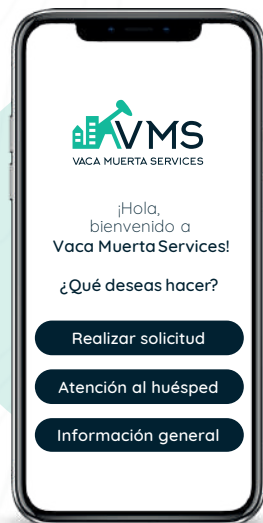 VMS
VACA MUERTA SERVICES
¡Hola,
bienvenido a
Vaca Muerta Services!
¿Qué deseas hacer?
Realizar solicitud
Atención al huésped
Información general